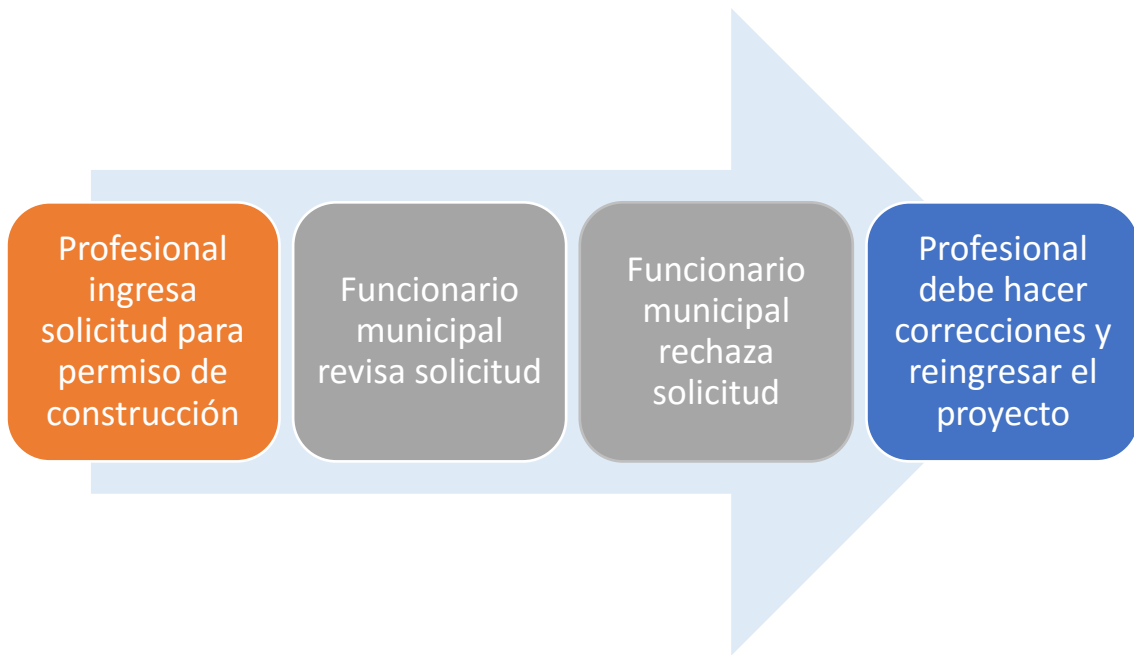 Profesional
ingresa
solicitud para
permiso de
construcción
Funcionario
municipal
revisa solicitud
Funcionario
municipal
rechaza
solicitud
Profesional
debe hacer
correcciones y
reingresar el
proyecto